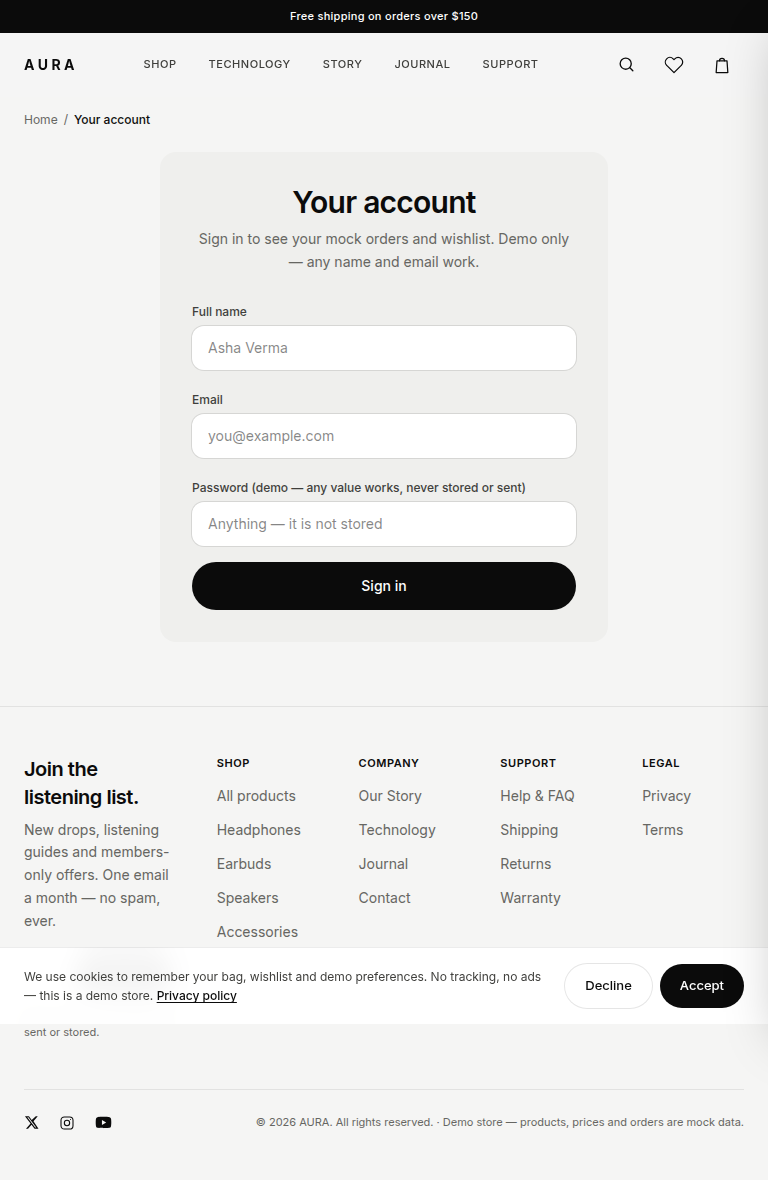 Free shipping on orders over $150
AURA
SHOP
TECHNOLOGY
STORY
JOURNAL
SUPPORT
Home / Your account
Your account
Sign in to see your mock orders and wishlist. Demo only
— any name and email work.
Full name
Asha Verma
Email
you@example.com
Password (demo — any value works, never stored or sent)
Anything — it is not stored
Sign in
Join the
listening list.
New drops, listening
guides and members-
only offers. One email
a month — no spam,
ever.
SHOP
All products
Headphones
Earbuds
Speakers
Accessories
COMPANY
Our Story
Technology
Journal
Contact
SUPPORT
Help & FAQ
Shipping
Returns
Warranty
LEGAL
Privacy
Terms
We use cookies to remember your bag, wishlist and demo preferences. No tracking, no ads
— this is a demo store. Privacy policy
Decline
Accept
sent or stored.
© 2026 AURA. All rights reserved. · Demo store — products, prices and orders are mock data.